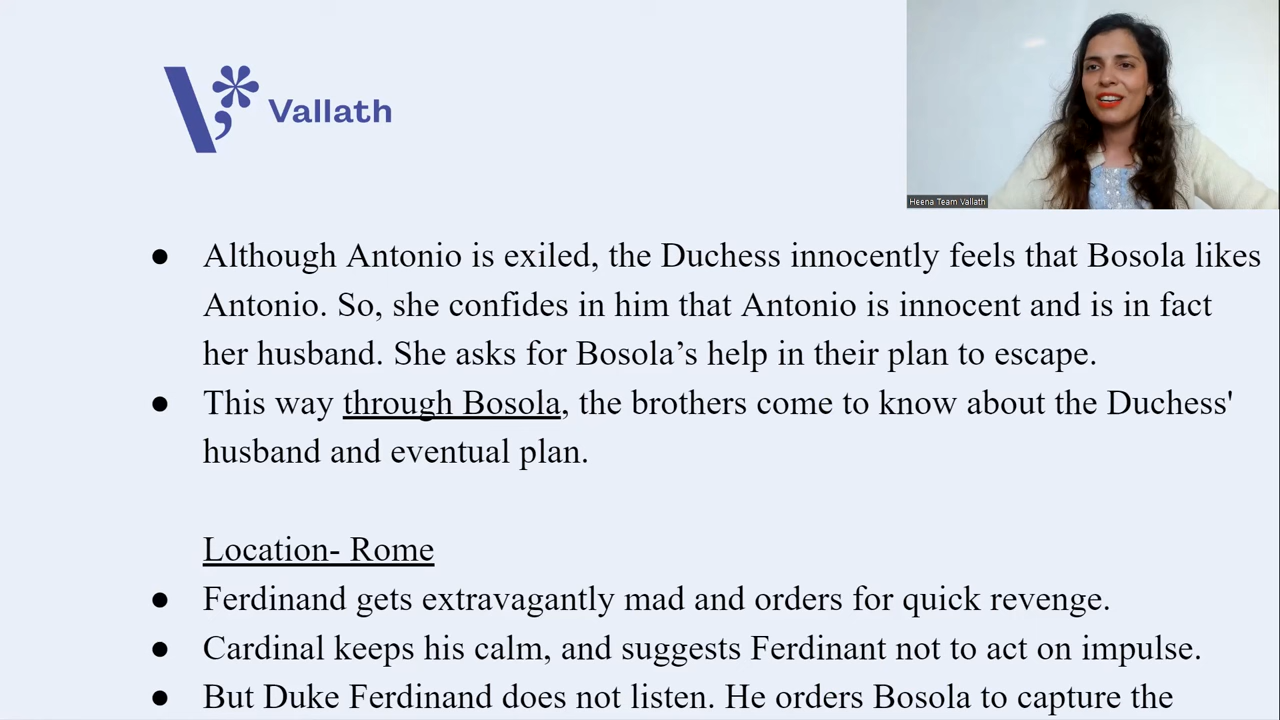 Vallath
Heena Team Vallath
● Although Antonio is exiled, the Duchess innocently feels that Bosola likes
Antonio. So, she confides in him that Antonio is innocent and is in fact
her husband. She asks for Bosola’s help in their plan to escape.
● This way through Bosola, the brothers come to know about the Duchess'
husband and eventual plan.
Location- Rome
● Ferdinand gets extravagantly mad and orders for quick revenge.
● Cardinal keeps his calm, and suggests Ferdinant not to act on impulse.
● But Duke Ferdinand does not listen. He orders Bosola to capture the